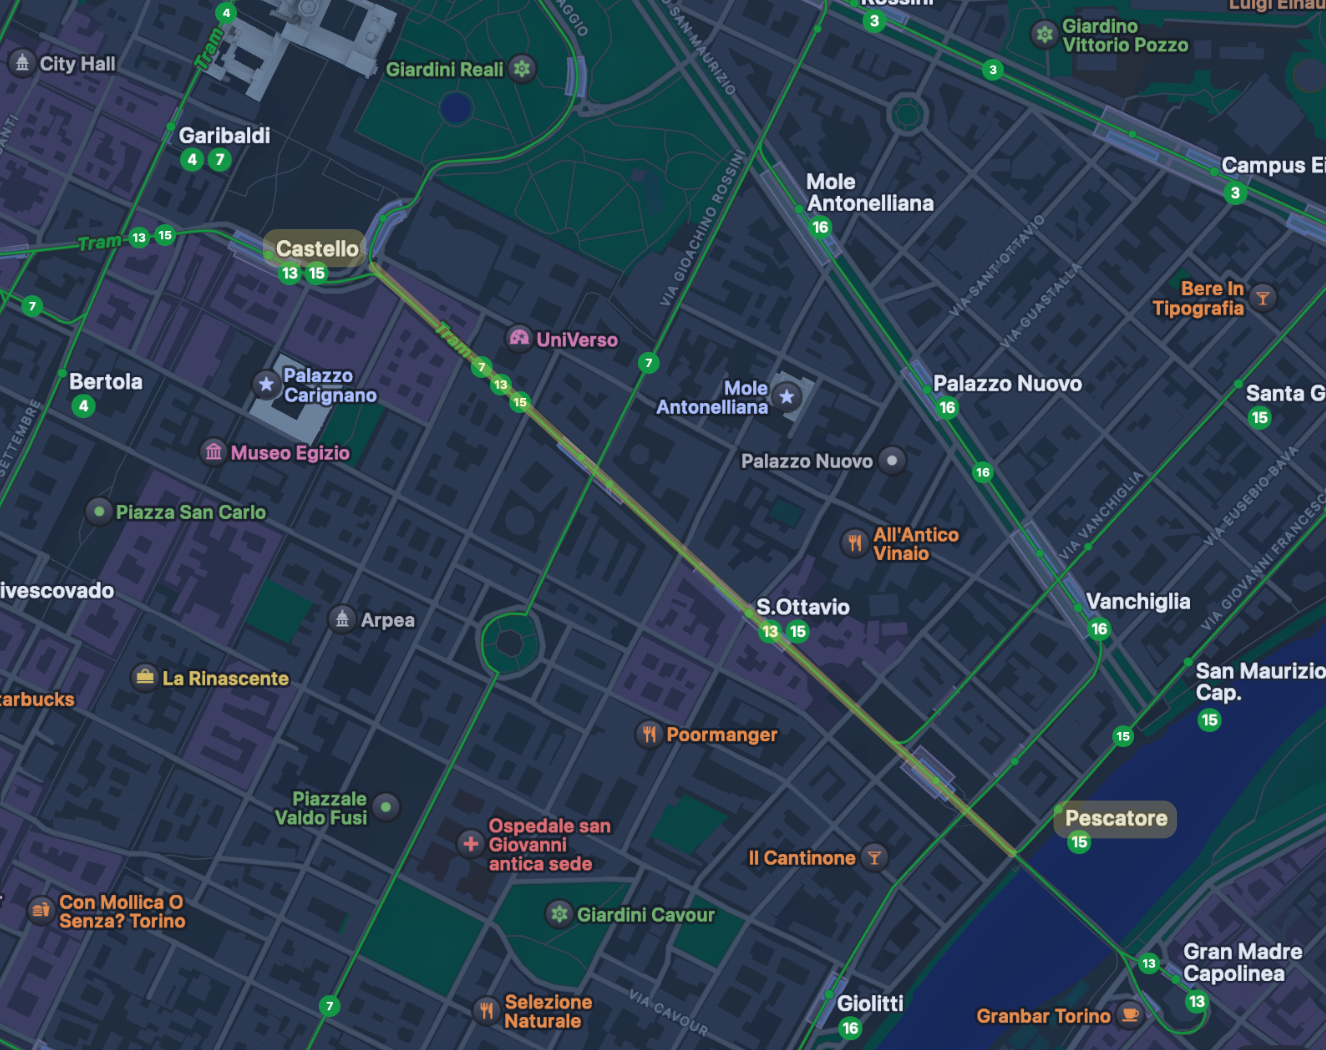 Rossini
3
Luigi Einau
4
Tram
AGGIO
SAN MAURIZIO
Giardino
Vittorio Pozzo
City Hall
Giardini Reali
3
ANTI
Garibaldi
4 7
VIA GIOACHINO ROSSINI
Mole
Antonelliana
16
Campus Ei
3
Tram 13 15
Castello
13 15
VIA SANT'OTTAVIO
VIA GUASTALLA
Bere In
Tipografia
7
Tram
UniVerso
7
13
15
7
Bertola
4
Palazzo
Carignano
Mole
Antonelliana
Palazzo Nuovo
16
Santa G
15
SETTEMBRE
Museo Egizio
Palazzo Nuovo
16
VIA VANCHIGLIA
VIA EUSEBIO BAVA
VIA GIOVANNI FRANCESC
Piazza San Carlo
All'Antico
Vinaio
ivescovado
Arpea
S.Ottavio
13 15
Vanchiglia
16
La Rinascente
San Maurizio
Cap.
15
tarbucks
Poormanger
15
Piazzale
Valdo Fusi
Ospedale san
Giovanni
antica sede
Il Cantinone
Pescatore
15
Con Mollica O
Senza? Torino
Giardini Cavour
13
Gran Madre
Capolinea
13
7
Selezione
Naturale
VIA CAVOUR
Giolitti
16
Granbar Torino